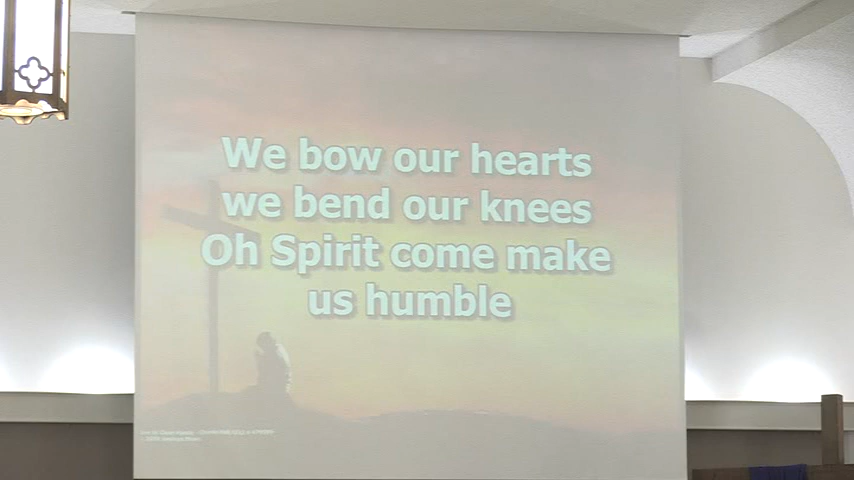 We bow our hearts
we bend our knees
Oh Spirit come make
us humble